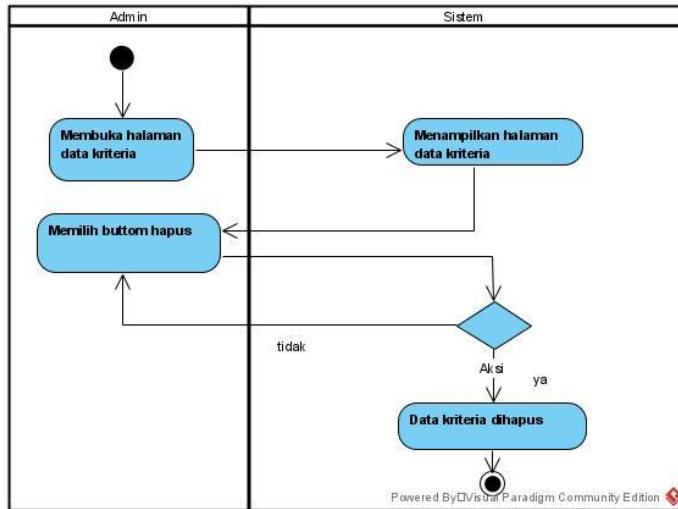 Admin
Sistem
Membuka halaman
data kriteria
Menampilkan halaman
data kriteria
Memilih buttom hapus
tidak
Aksi
ya
Data kriteria dihapus
Powered By Visual Paradigm Community Edition